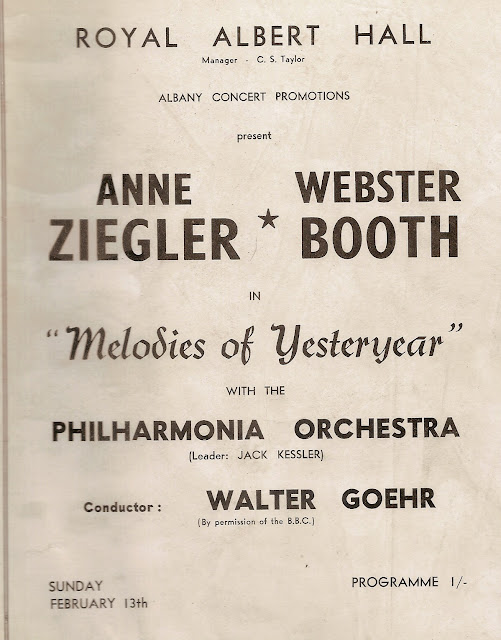 ROYAL ALBERT HALL
Manager - C. S. Taylor
ALBANY CONCERT PROMOTIONS
present
ANNE WEBSTER
ZIEGLER * BOOTH
IN
"Melodies of Yesteryear"
WITH THE
PHILHARMONIA ORCHESTRA
(Leader: JACK KESSLER)
Conductor: WALTER GOEHR
(By permission of the B.B.C.)
SUNDAY
FEBRUARY 13th
PROGRAMME 1/-